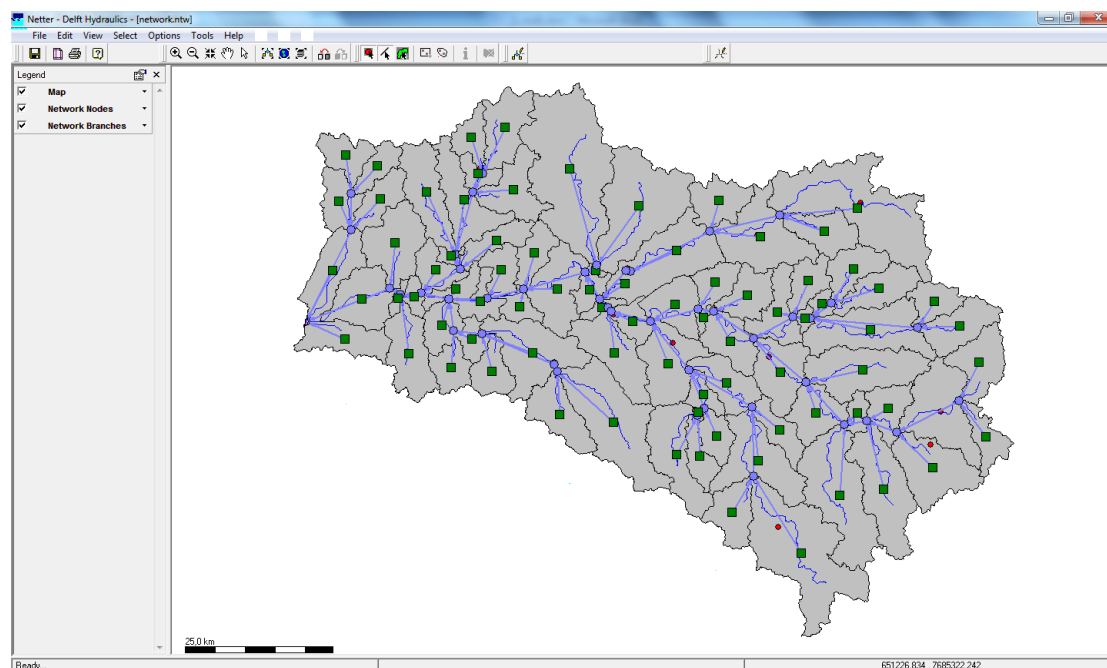 Netter - Delft Hydraulics - [network.ntw]
File Edit View Select Options Tools Help
Legend
Map
Network Nodes
Network Branches
25,0 km
Ready...
651226.834 7685322.242